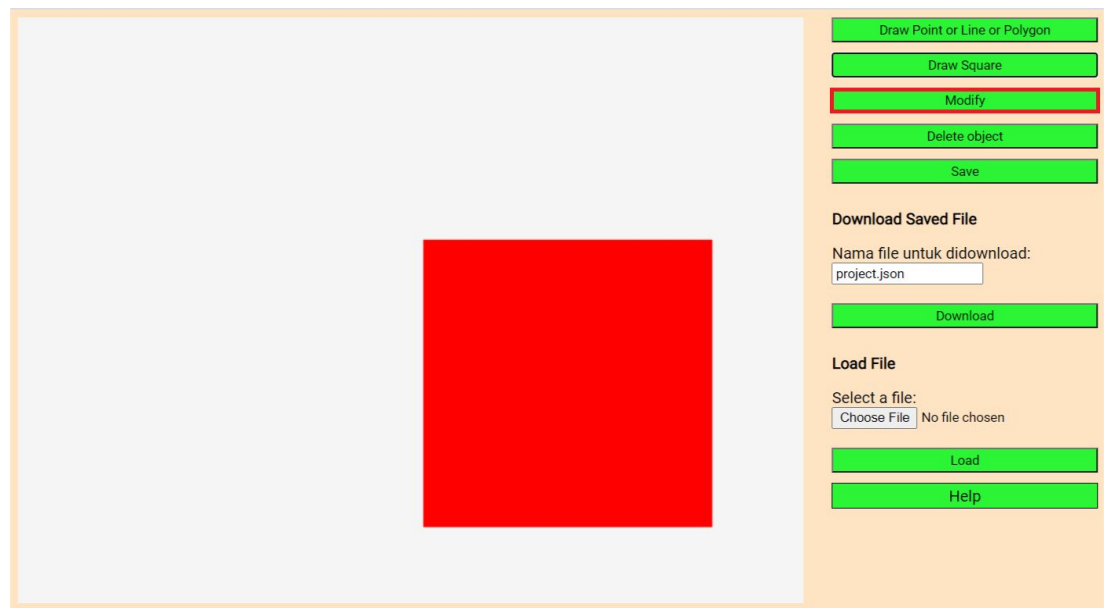 Draw Point or Line or Polygon
Draw Square
Modify
Delete object
Save
Download Saved File
Nama file untuk didownload:
project.json
Download
Load File
Select a file:
Choose File No file chosen
Load
Help